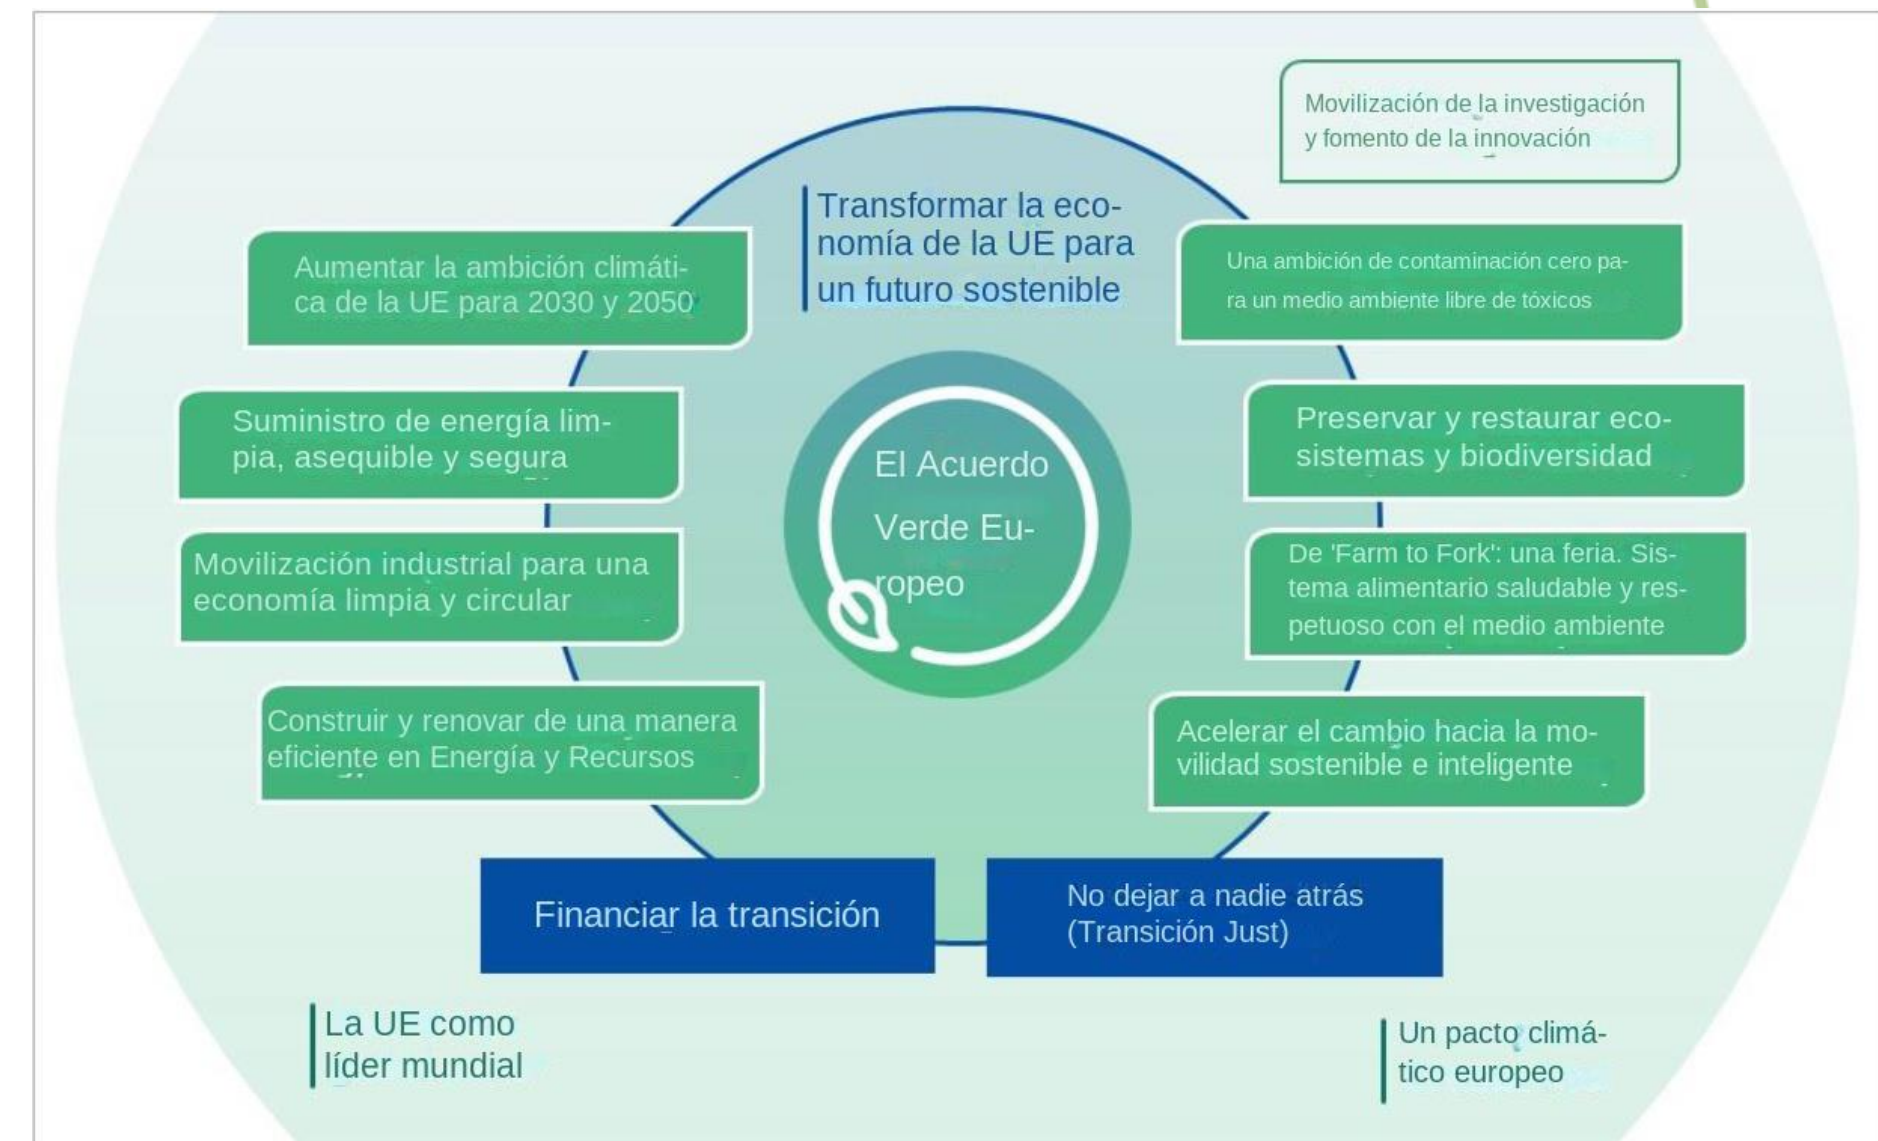 Movilización de la investigación
y fomento de la innovación
Transformar la eco-
nomía de la UE para
un futuro sostenible
Aumentar la ambición climáti-
ca de la UE para 2030 y 2050
Una ambición de contaminación cero pa-
ra un medio ambiente libre de tóxicos
Suministro de energía lim-
pia, asequible y segura
Preservar y restaurar eco-
sistemas y biodiversidad
El Acuerdo
Verde Eu-
ropeo
Movilización industrial para una
economía limpia y circular
De 'Farm to Fork': una feria. Sis-
tema alimentario saludable y res-
petuoso con el medio ambiente
Construir y renovar de una manera
eficiente en Energía y Recursos
Acelerar el cambio hacia la mo-
vilidad sostenible e inteligente
Financiar la transición
No dejar a nadie atrás
(Transición Just)
La UE como
líder mundial
Un pacto climá-
tico europeo